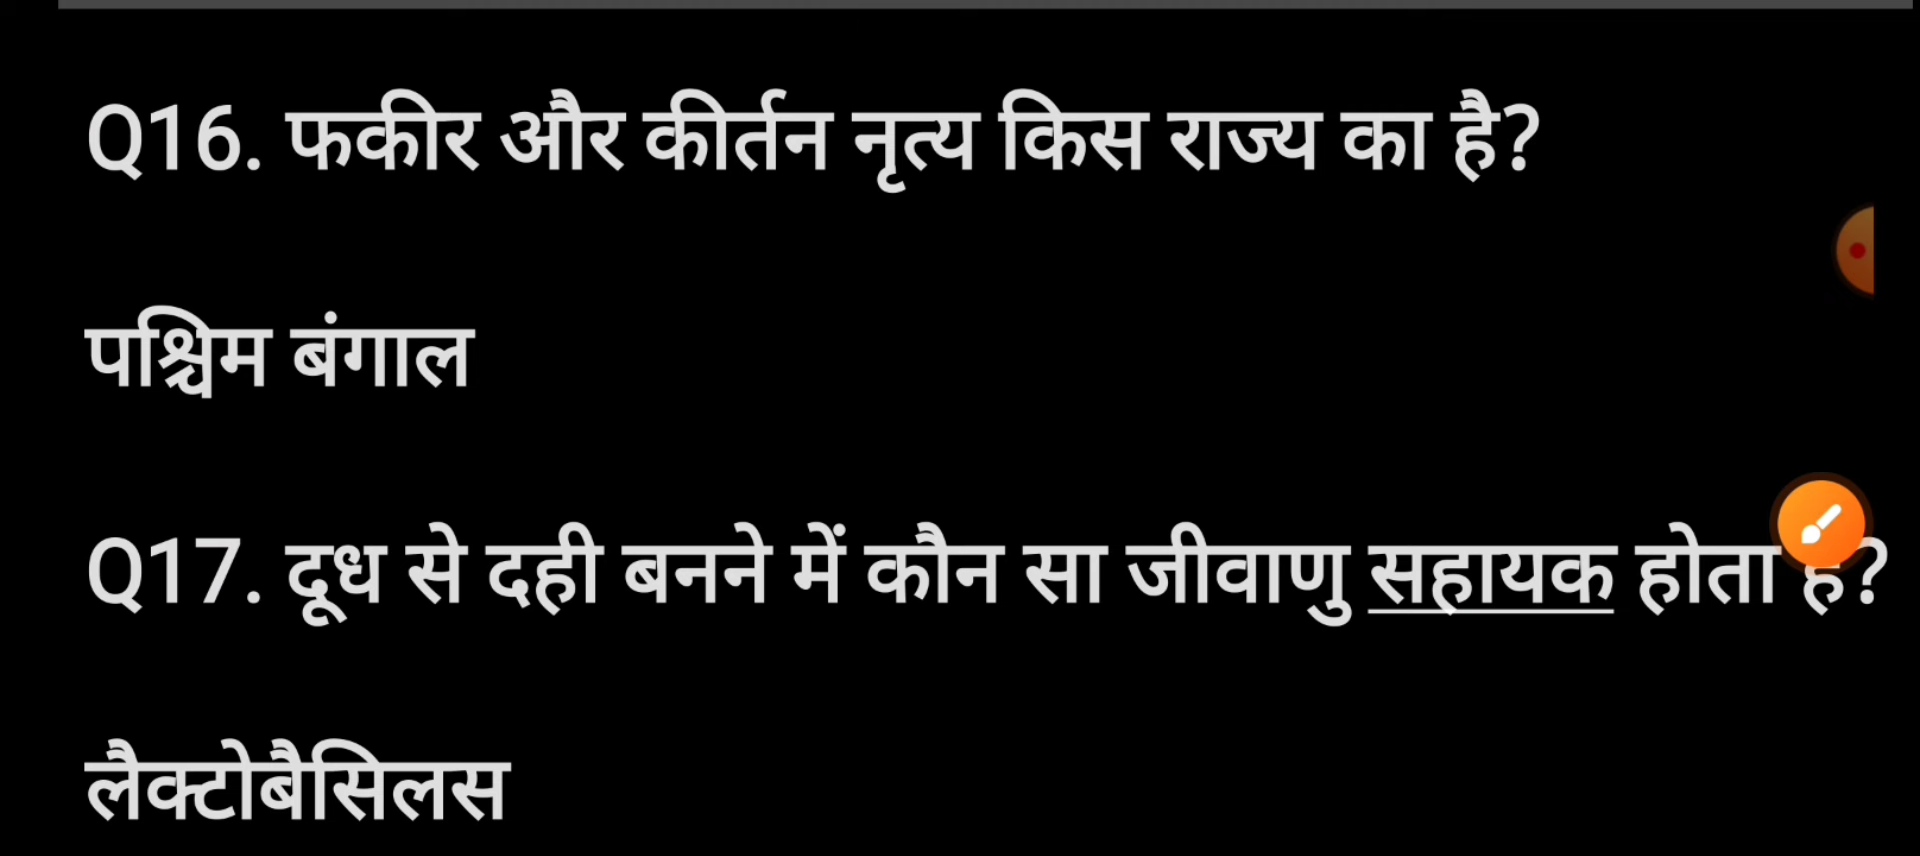 Q16. फकीर और कीर्तन नृत्य किस राज्य का है?
पश्चिम बंगाल
Q17. दूध से दही बनने में कौन सा जीवाणु सहायक होता है?
लैक्टोबैसिलस